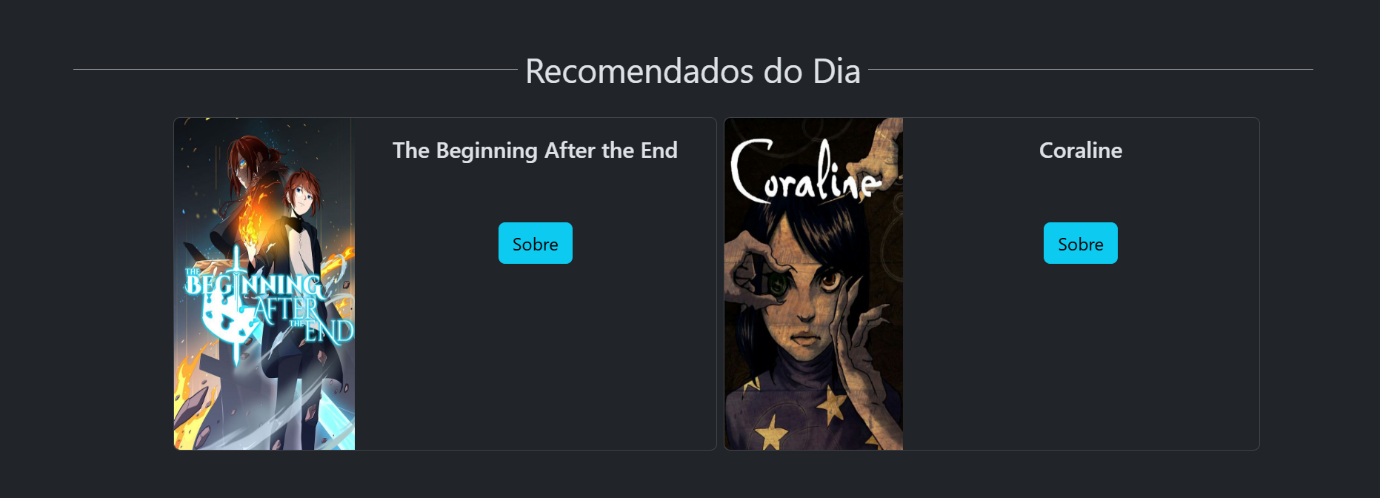 Recomendados do Dia
The Beginning After the End
Sobre
THE
BEGINNING
AFTER
THE END
Coraline
Sobre
Coraline